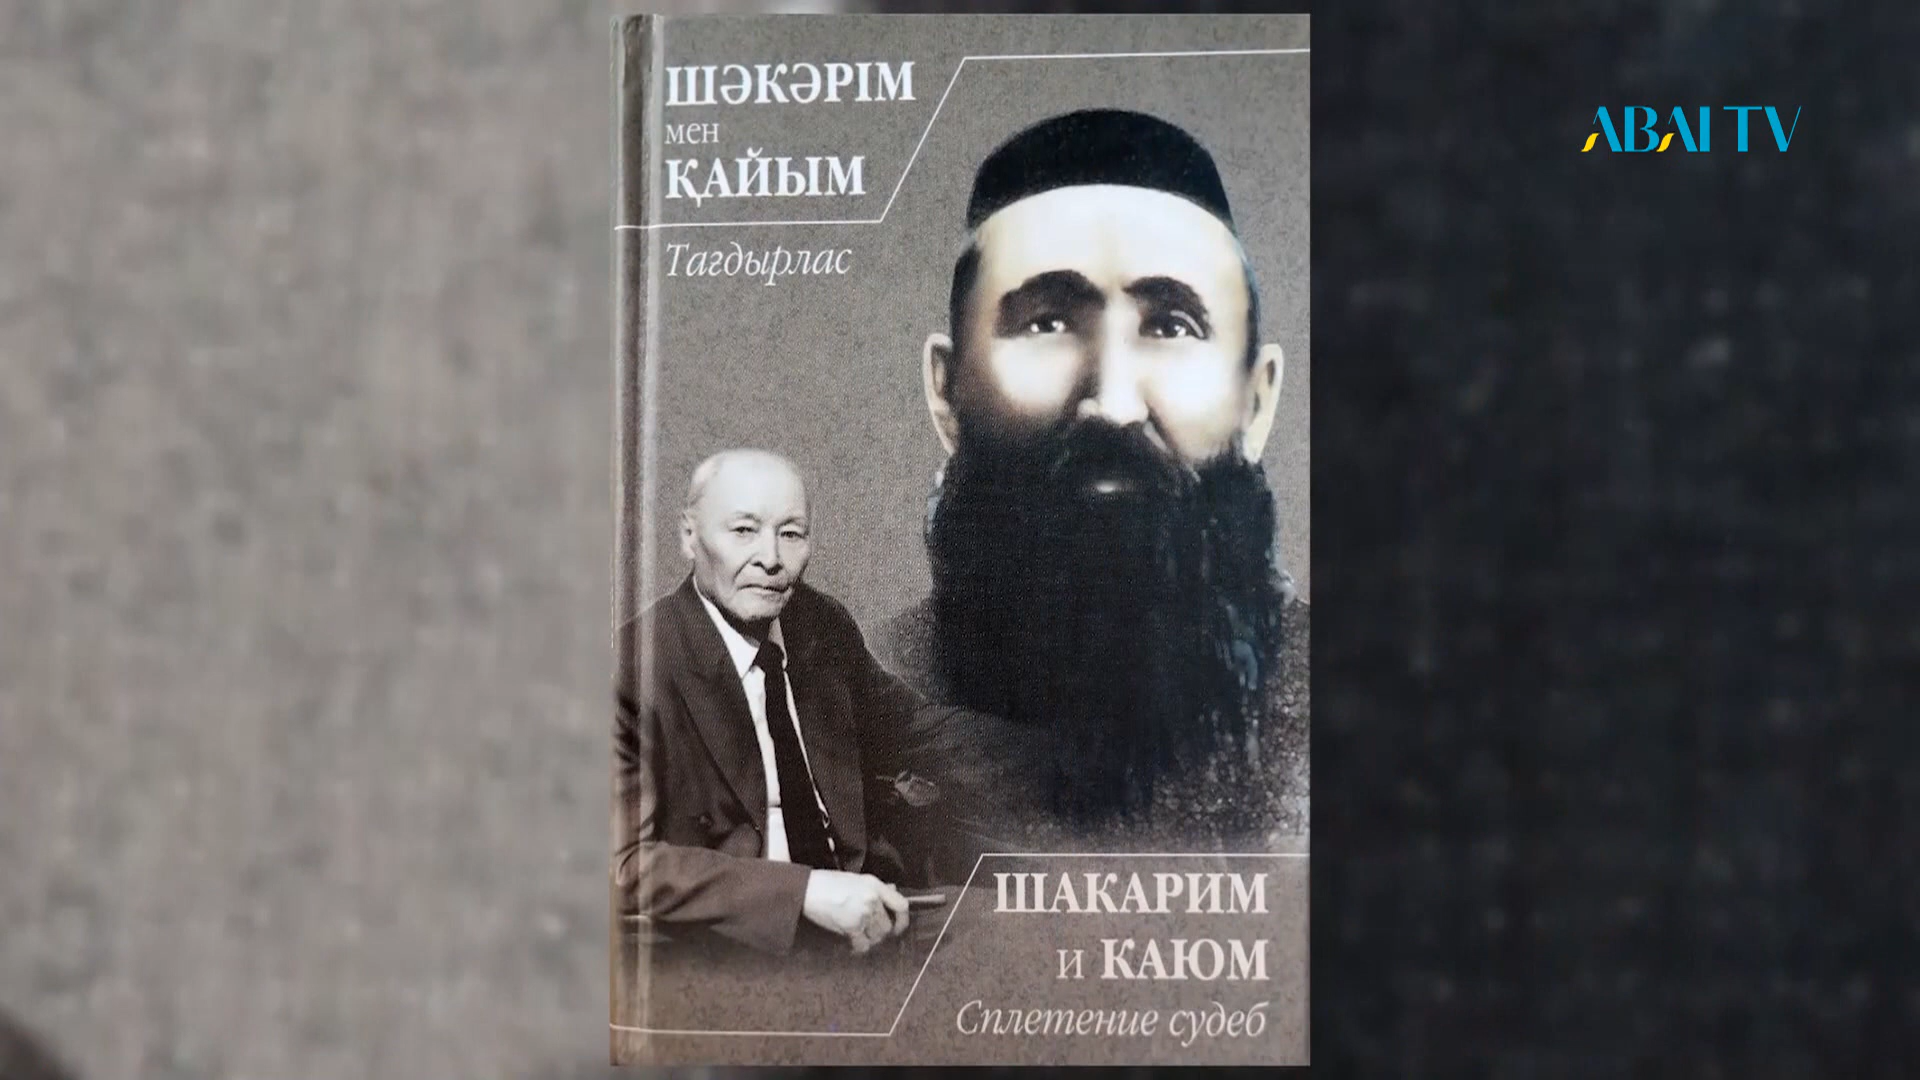 ШӘКӘРІМ
мен
ҚАЙЫМ
Тағдырлас
ABAI TV
ШАКАРИМ
и КАЮМ
Сплетение судеб